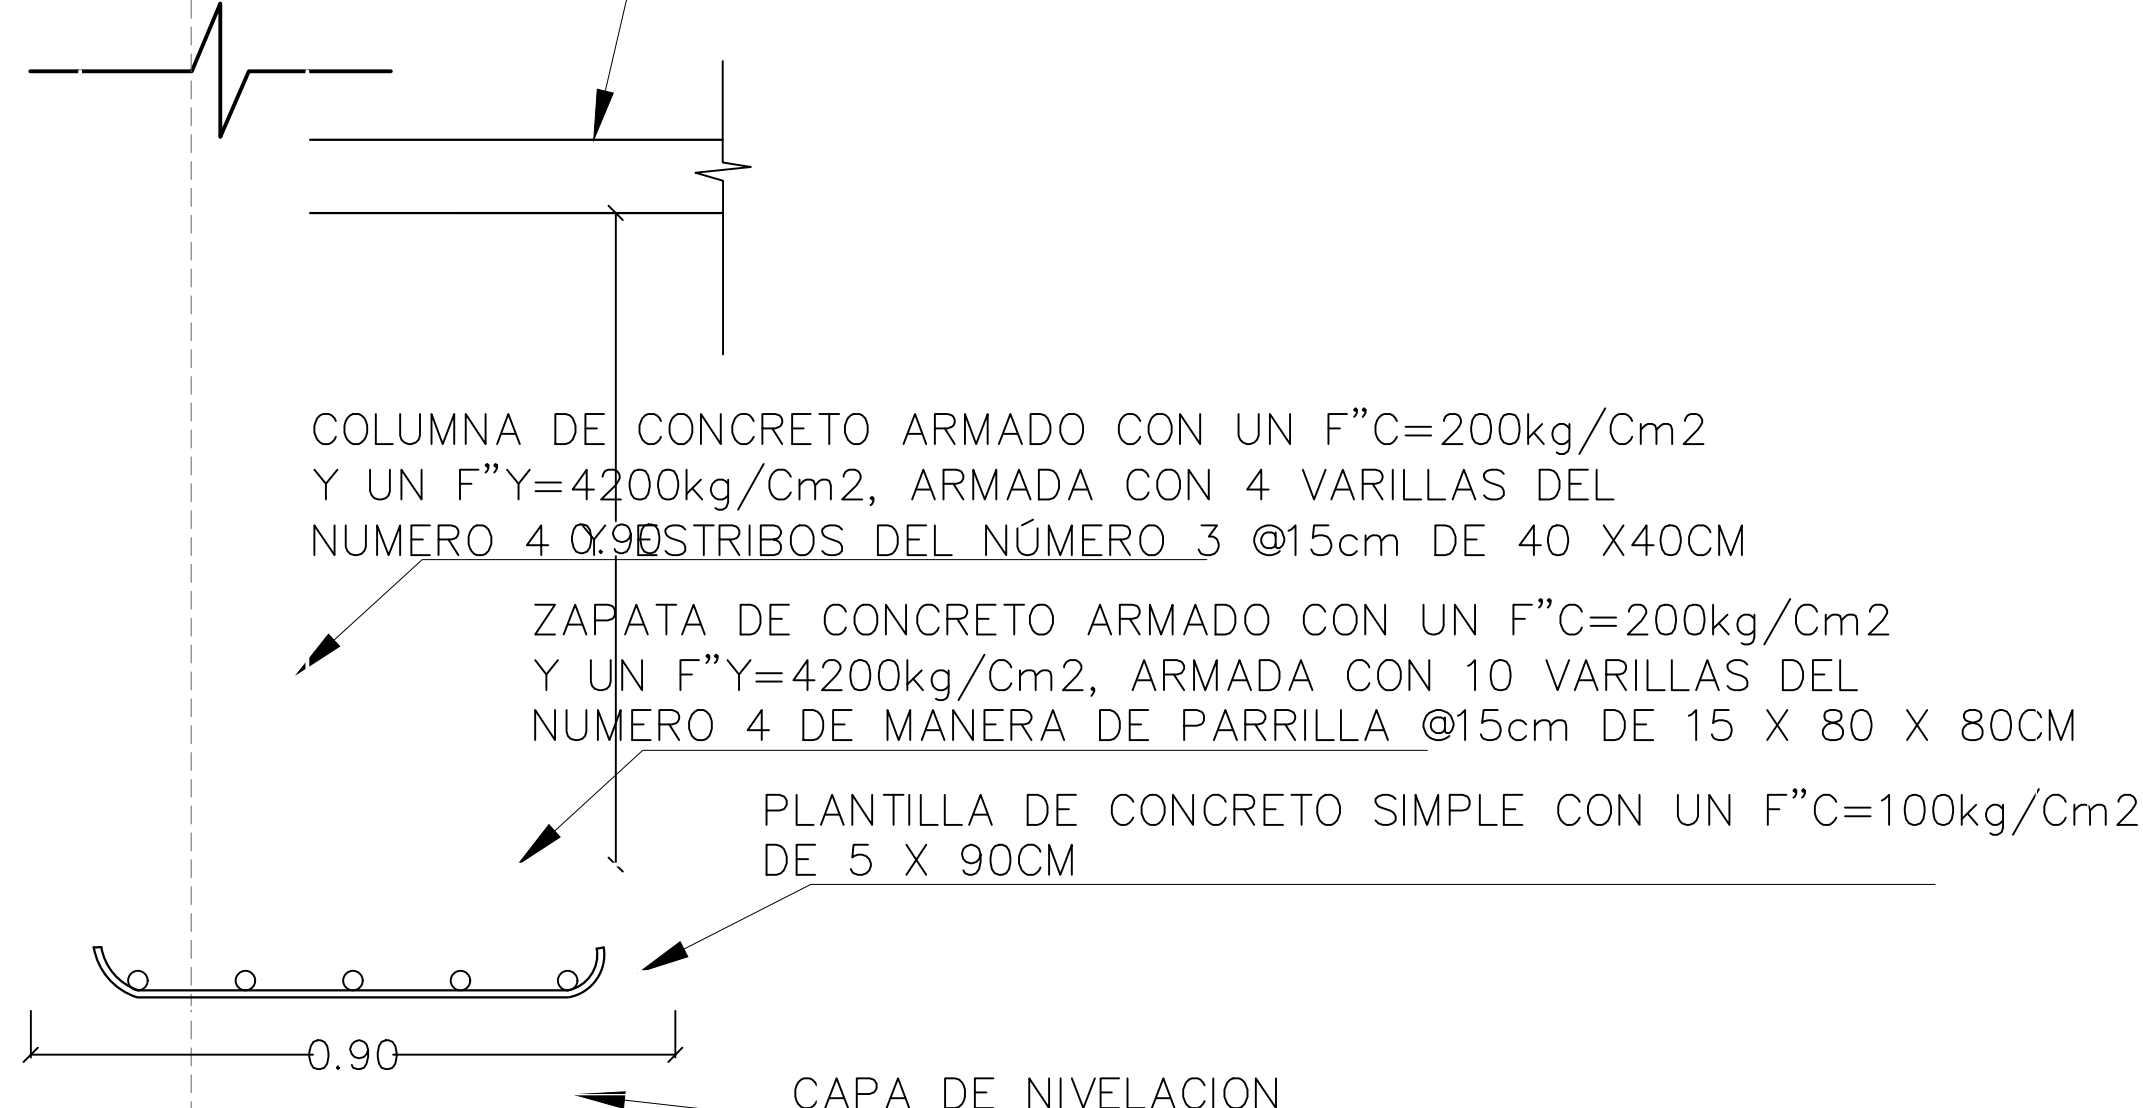 COLUMNA DE CONCRETO ARMADO CON UN F”C=200kg/Cm2
Y UN F”Y=4200kg/Cm2, ARMADA CON 4 VARILLAS DEL
NUMERO 4 Y ESTRIBOS DEL NÚMERO 3 @15cm DE 40 X40CM
0.90
ZAPATA DE CONCRETO ARMADO CON UN F”C=200kg/Cm2
Y UN F”Y=4200kg/Cm2, ARMADA CON 10 VARILLAS DEL
NUMERO 4 DE MANERA DE PARRILLA @15cm DE 15 X 80 X 80CM
PLANTILLA DE CONCRETO SIMPLE CON UN F”C=100kg/Cm2
DE 5 X 90CM
0.90
CAPA DE NIVELACION